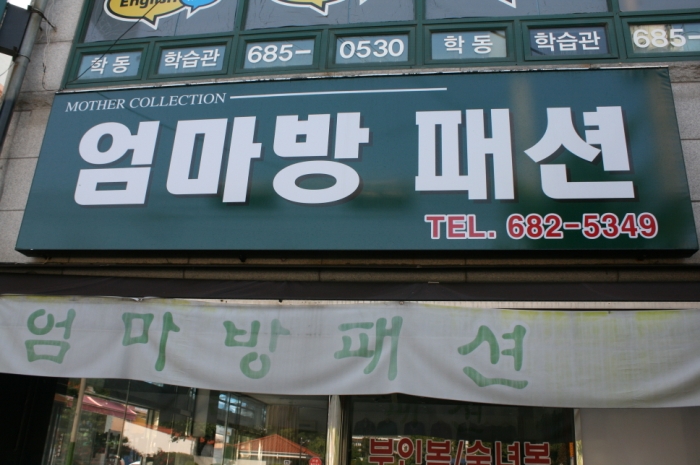 English
학동 학습관 685- 0530 학동 학습관 685-
MOTHER COLLECTION
엄마방 패션
TEL. 682-5349
엄마방패션
부인복/숙녀복